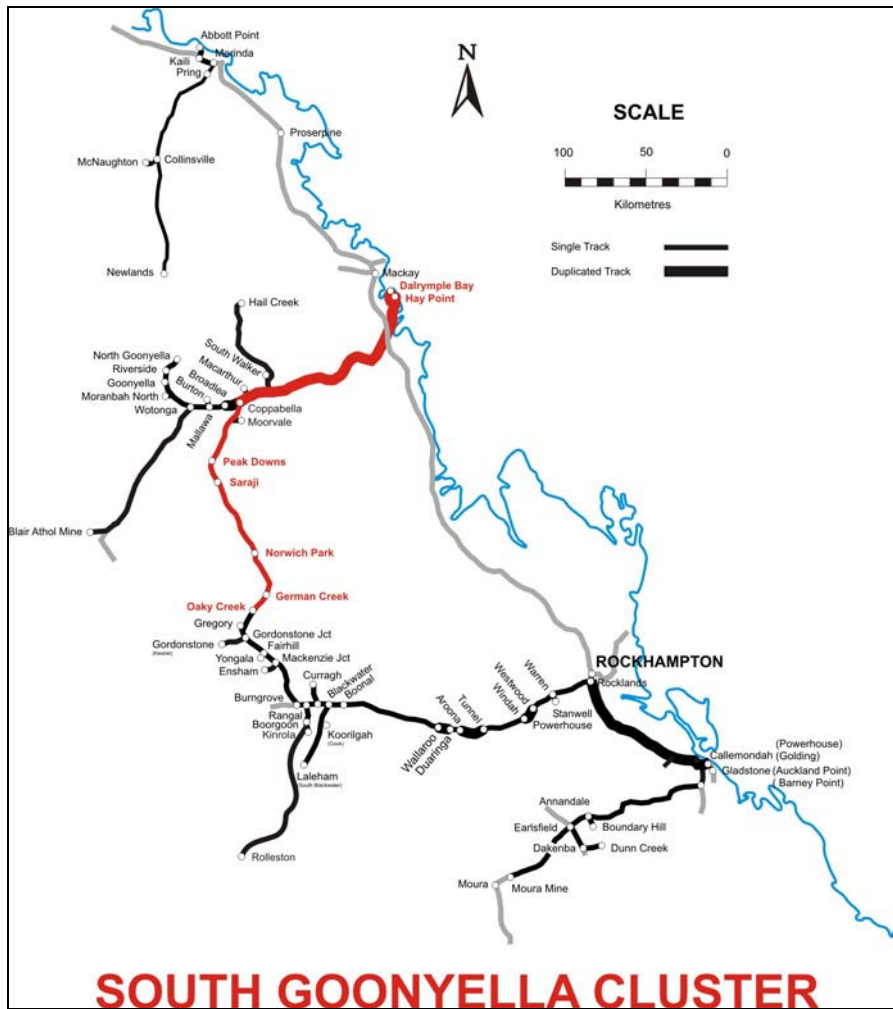 Abbott Point
Kaili
Merinda
Pring
N
SCALE
100
50
0
Kilometres
Single Track
Duplicated Track
Proserpine
McNaughton
Collinsville
Newlands
Mackay
Dalrymple Bay
Hay Point
Hail Creek
South Walker
Macarthur
Broadlea
Burton
Mallawa
North Goonyella
Riverside
Goonyella
Moranbah North
Wotonga
Coppabella
Moorvale
Peak Downs
Saraji
Blair Athol Mine
Norwich Park
German Creek
Oaky Creek
Gregory
Gordonstone Jct
Gordonstone
(Kestrel)
Fairhill
Yongala
Mackenzie Jct
Ensham
Curragh
Blackwater
Boonal
Burngrove
Rangal
Boorgoon
Kinrola
Koorilgah
(Cook)
Laleham
(South Blackwater)
Rolleston
Wallaroo
Duaringa
Aroona
Tunnel
Windah
Westwood
Warren
Stanwell
Powerhouse
ROCKHAMPTON
Rocklands
Callemondah
(Powerhouse)
(Golding)
Gladstone
(Auckland Point)
( Barney Point)
Annandale
Earlsfield
Boundary Hill
Dakenba
Dunn Creek
Moura
Moura Mine
SOUTH GOONYELLA CLUSTER